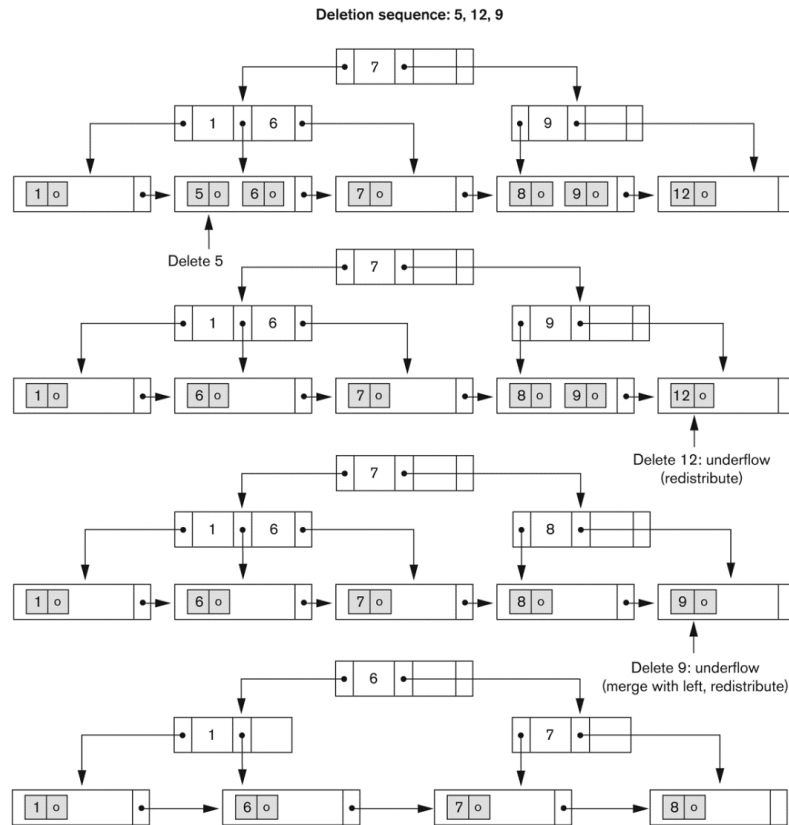 Deletion sequence: 5, 12, 9
7
1 6 9
1 o 5 o 6 o 7 o 8 o 9 o 12 o
Delete 5
7
1 6 9
1 o 6 o 7 o 8 o 9 o 12 o
Delete 12: underflow
(redistribute)
7
1 6 8
1 o 6 o 7 o 8 o 9 o
Delete 9: underflow
(merge with left, redistribute)
6
1 7
1 o 6 o 7 o 8 o